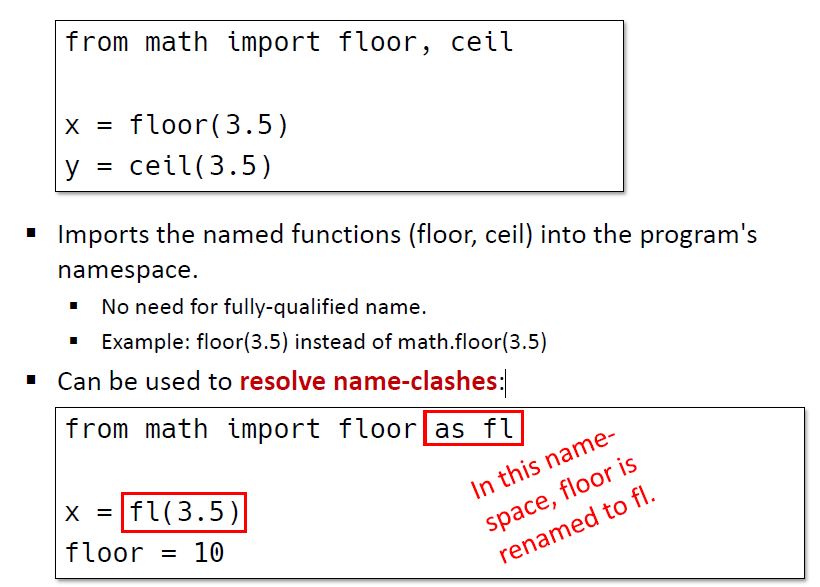 from math import floor, ceil
x = floor(3.5)
y = ceil(3.5)
▪ Imports the named functions (floor, ceil) into the program's
namespace.
▪ No need for fully-qualified name.
▪ Example: floor(3.5) instead of math.floor(3.5)
▪ Can be used to resolve name-clashes:
from math import floor as fl
x = fl(3.5)
floor = 10
In this name-
space, floor is
renamed to fl.